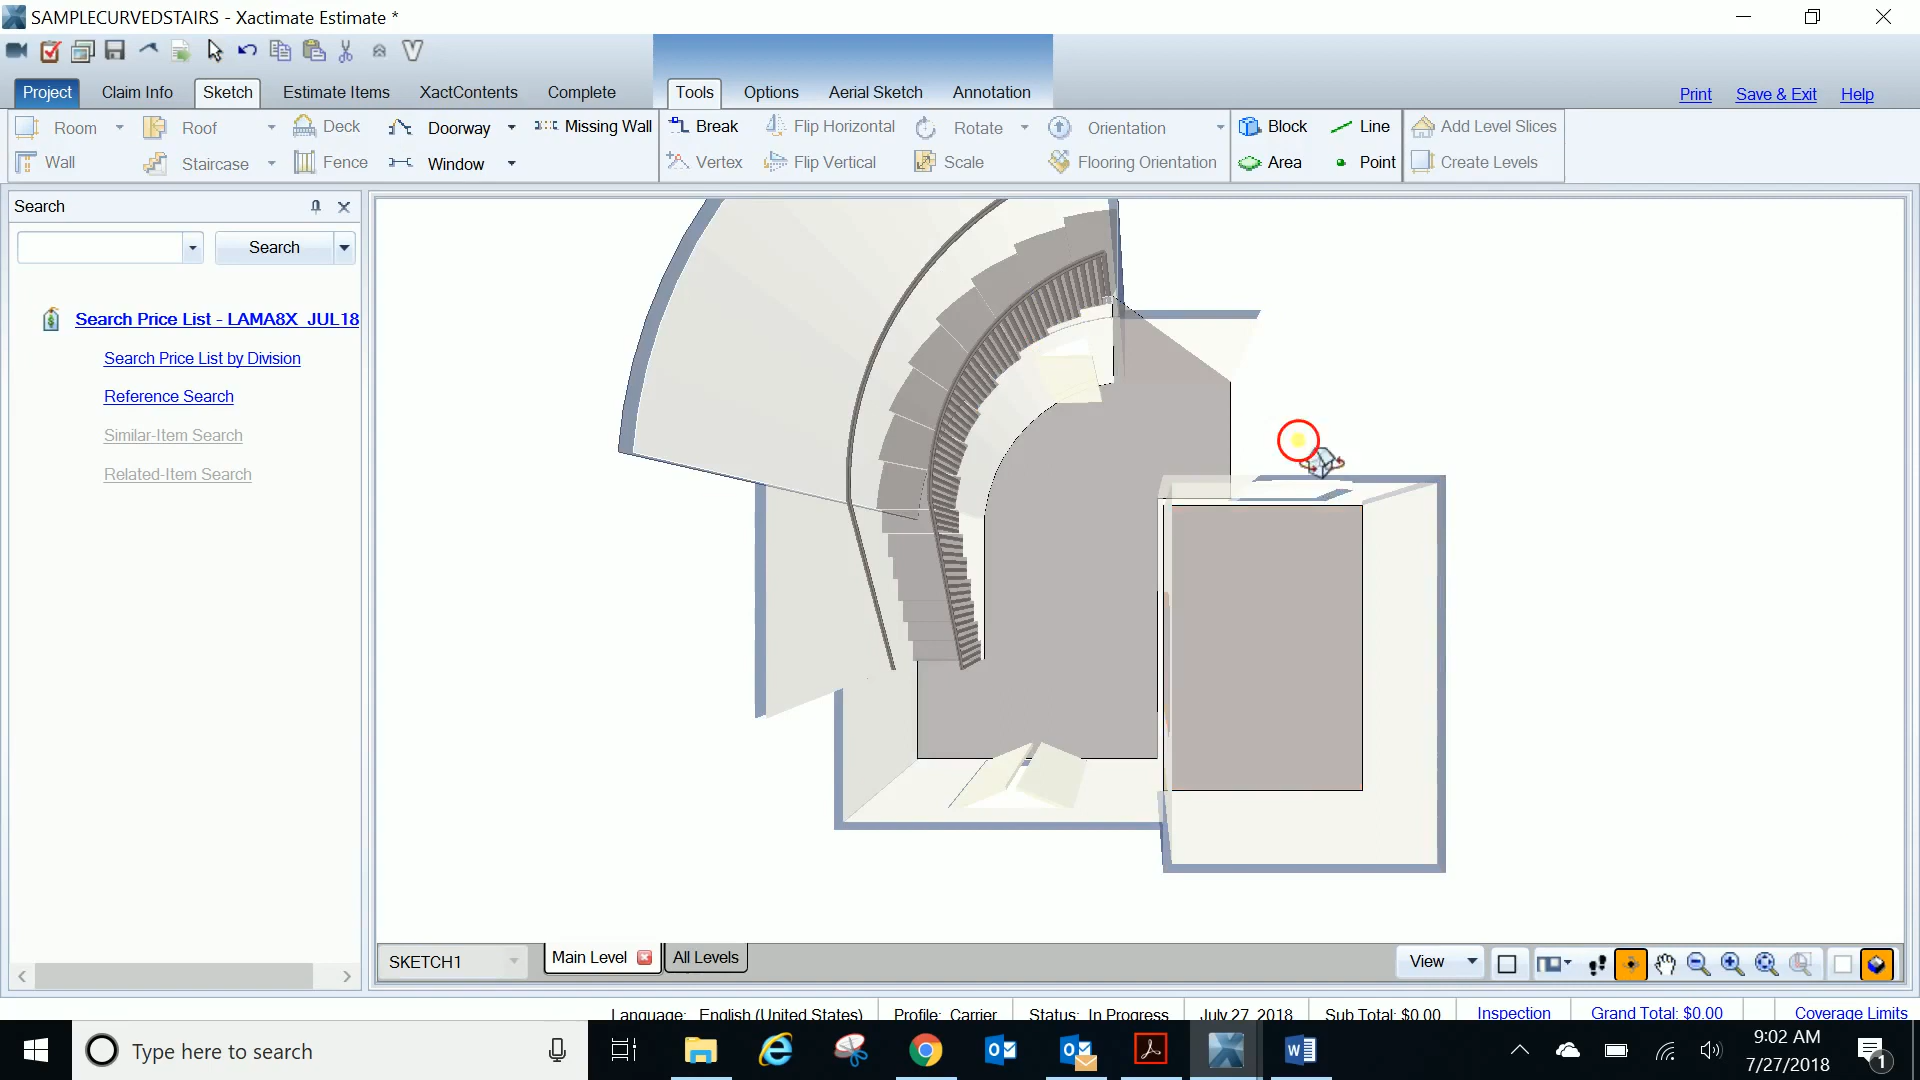 SAMPLECURVEDSTAIRS - Xactimate Estimate *
Project Claim Info Sketch Estimate Items XactContents Complete Tools Options Aerial Sketch Annotation Print Save & Exit Help
Room Roof Deck Doorway Missing Wall Break Flip Horizontal Rotate Orientation Block Line Add Level Slices
Wall Staircase Fence Window Vertex Flip Vertical Scale Flooring Orientation Area Point Create Levels
Search
Search
Search Price List - LAMA8X_JUL18
Search Price List by Division
Reference Search
Similar-Item Search
Related-Item Search
SKETCH1 Main Level All Levels View
Language: English (United States) Profile: Carrier Status: In Progress July 27, 2018 Sub Total: $0.00 Inspection Grand Total: $0.00 Coverage Limits
Type here to search
9:02 AM
7/27/2018
1